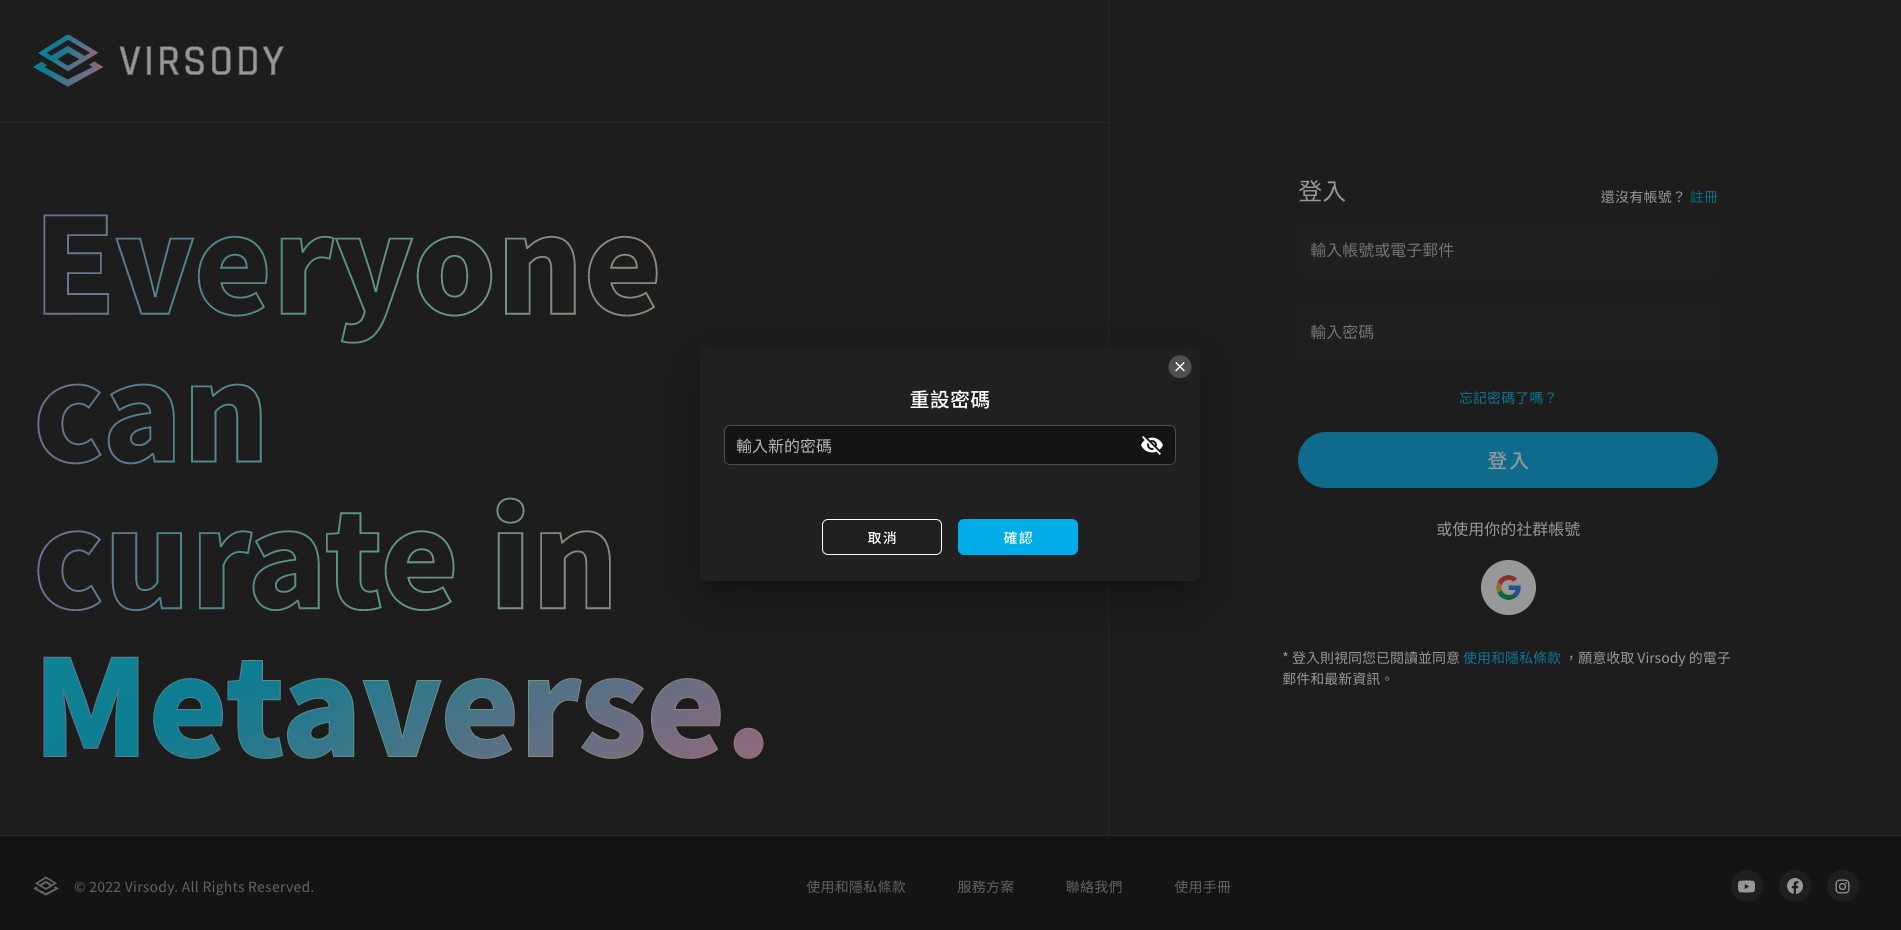 VIRSODY
Everyone
can
curate in
Metaverse.
登入
還沒有帳號？ 註冊
輸入帳號或電子郵件
輸入密碼
忘記密碼了嗎？
登入
或使用你的社群帳號
* 登入則視同您已閱讀並同意 使用和隱私條款 ，願意收取 Virsody 的電子
郵件和最新資訊。
重設密碼
輸入新的密碼
取消
確認
© 2022 Virsody. All Rights Reserved.
使用和隱私條款
服務方案
聯絡我們
使用手冊